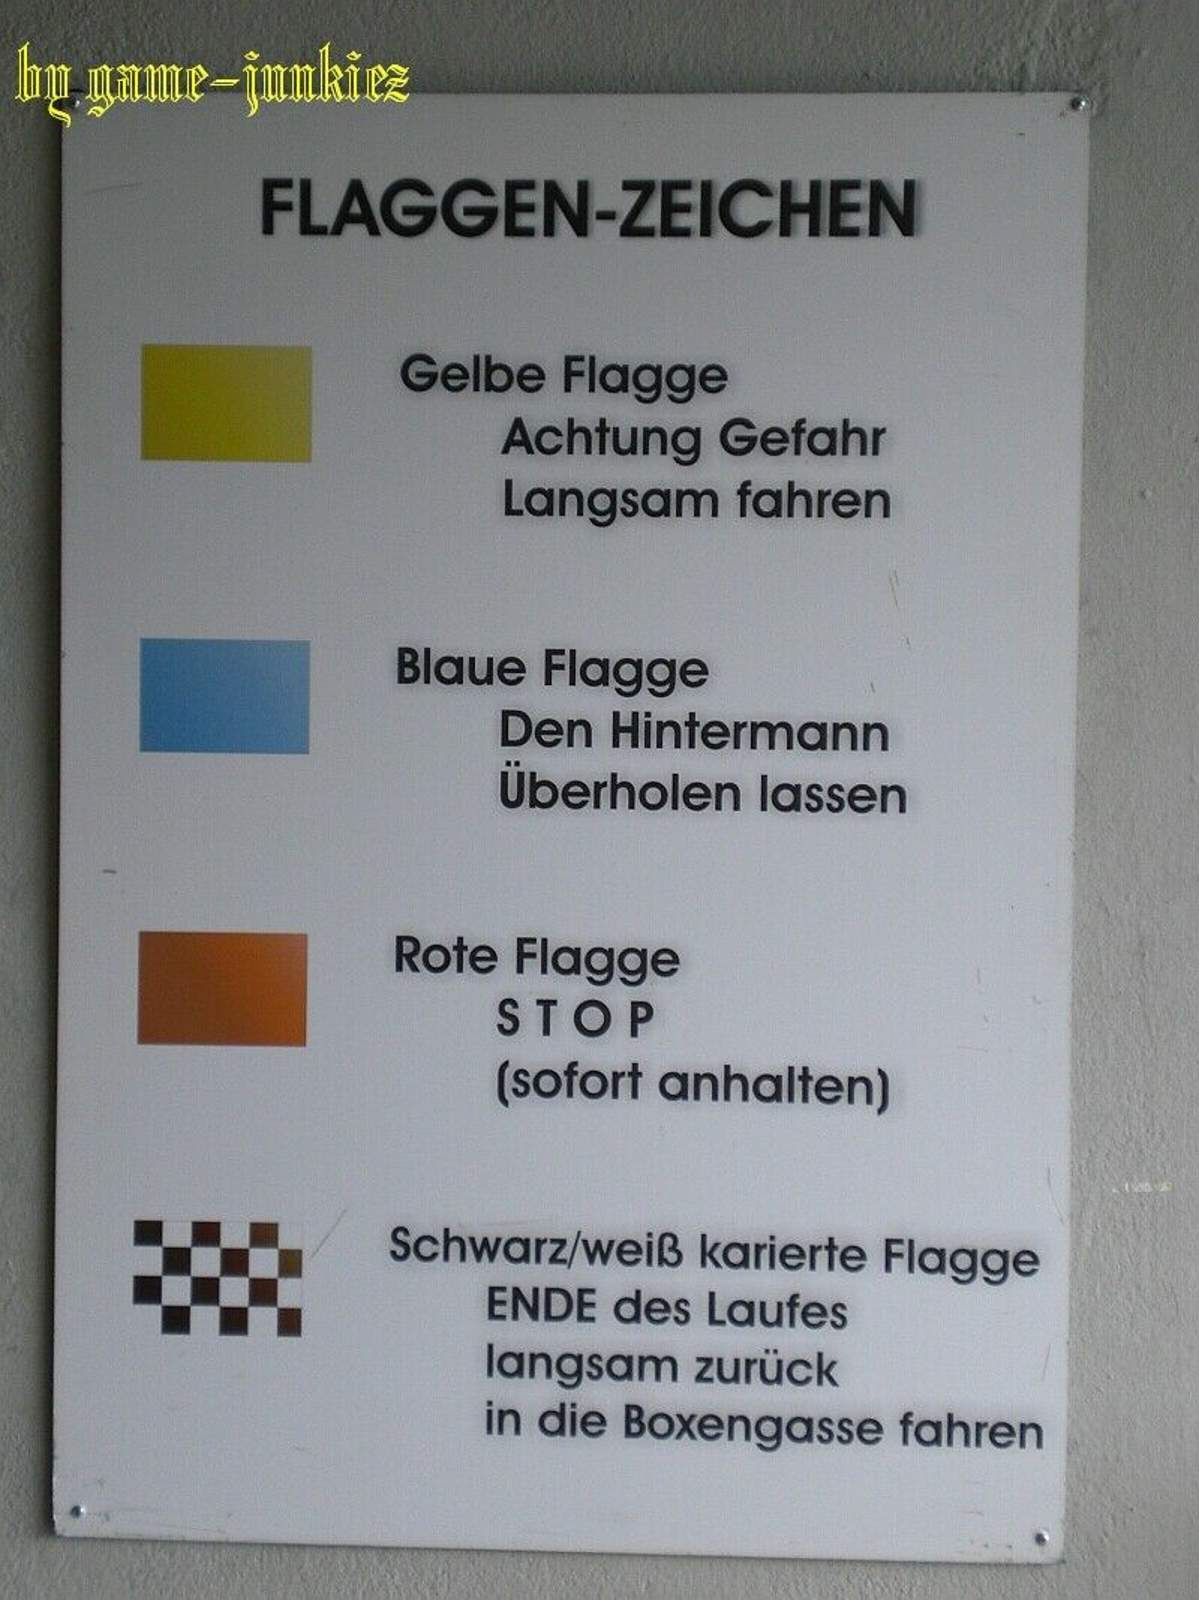 by game-junkiez
FLAGGEN-ZEICHEN
Gelbe Flagge
Achtung Gefahr
Langsam fahren
Blaue Flagge
Den Hintermann
Überholen lassen
Rote Flagge
S T O P
(sofort anhalten)
Schwarz/weiß karierte Flagge
ENDE des Laufes
langsam zurück
in die Boxengasse fahren